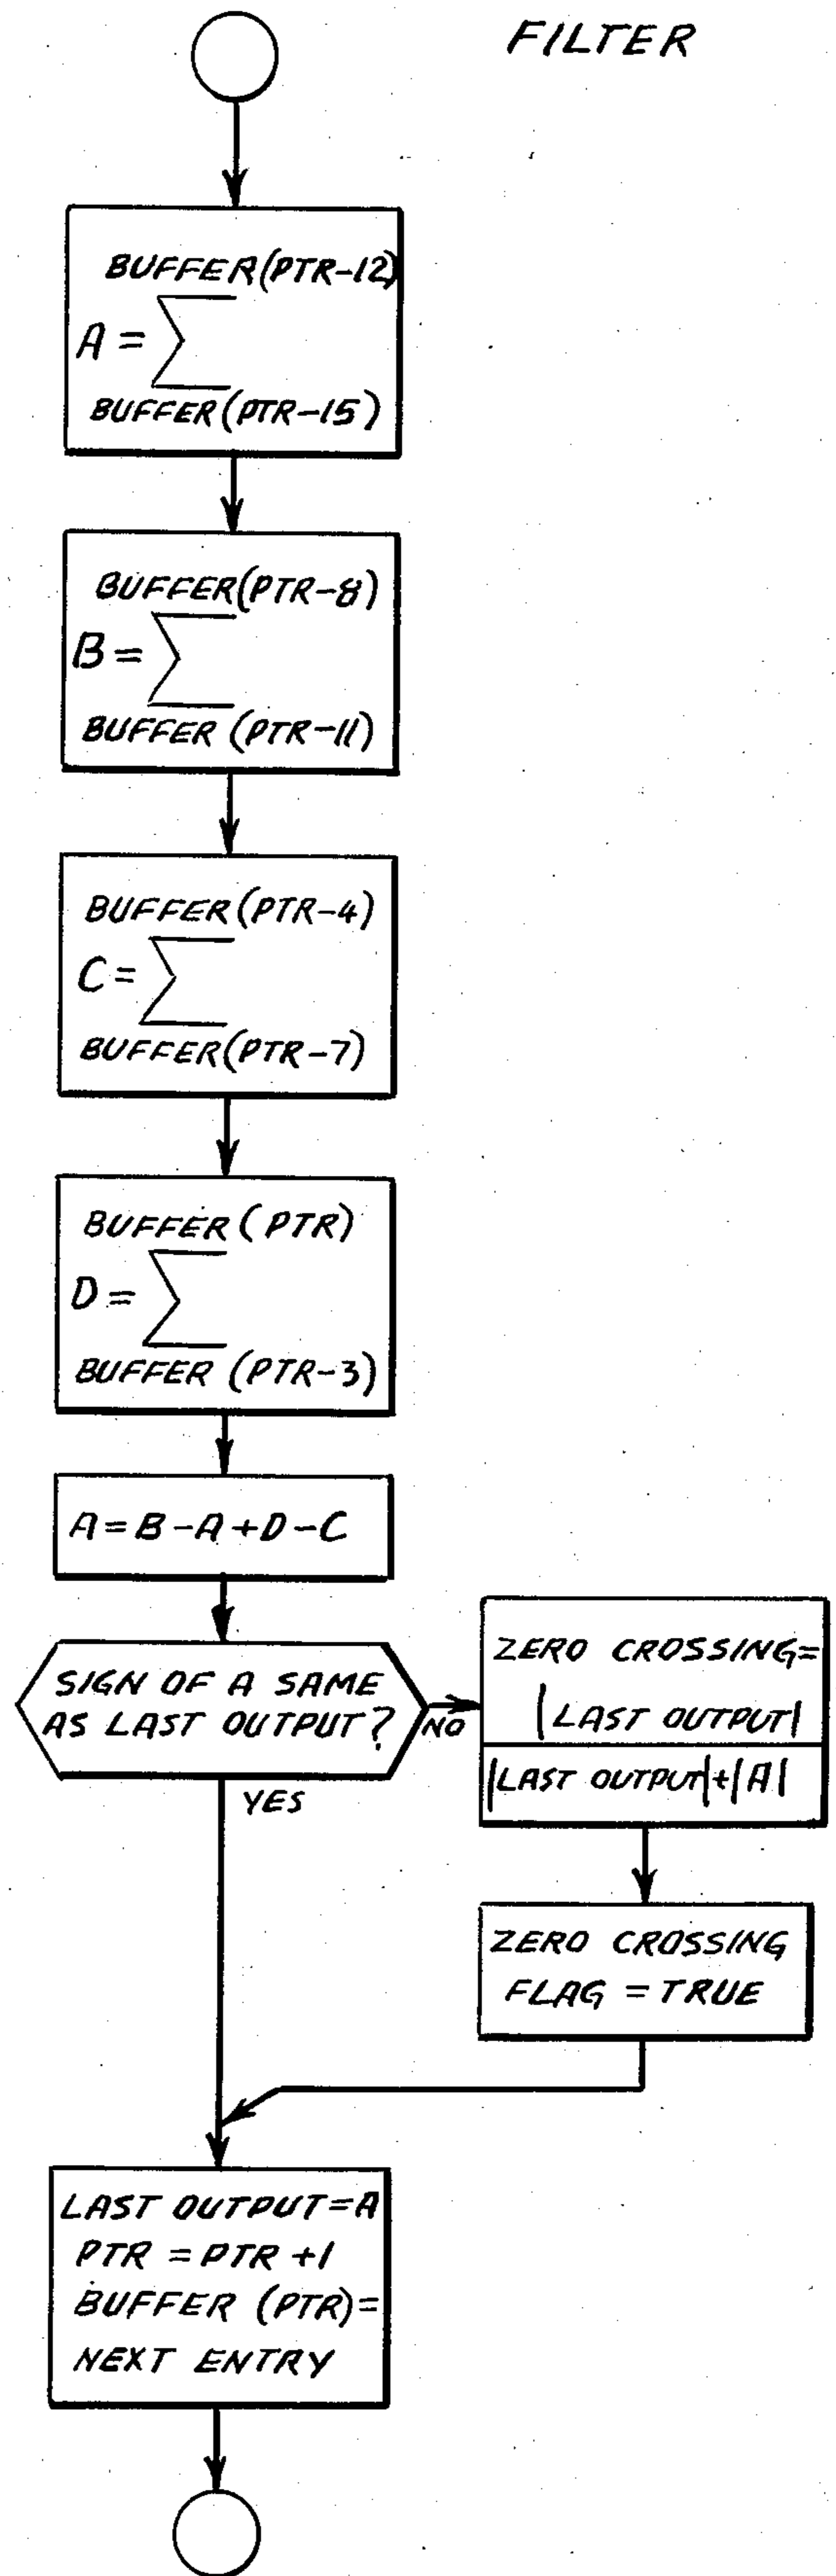 FILTER
BUFFER(PTR-12)
A = ∑
BUFFER(PTR-15)
BUFFER(PTR-8)
B = ∑
BUFFER (PTR-11)
BUFFER(PTR-4)
C = ∑
BUFFER(PTR-7)
BUFFER (PTR)
D = ∑
BUFFER (PTR-3)
A = B - A + D - C
SIGN OF A SAME
AS LAST OUTPUT?
NO
YES
ZERO CROSSING=
|LAST OUTPUT|
|LAST OUTPUT|+|A|
ZERO CROSSING
FLAG = TRUE
LAST OUTPUT=A
PTR = PTR +1
BUFFER (PTR)=
NEXT ENTRY